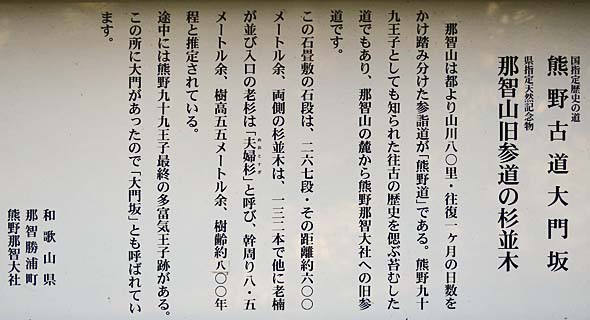 国指定歴史の道
熊野古道大門坂
県指定天然記念物
那智山旧参道の杉並木
那智山は都より山川八〇里・往復一ヶ月の日数を
かけ踏み分けた参詣道が「熊野道」である。熊野九十
九王子としても知られた往古の歴史を偲ぶ苔むした
道でもあり、那智山の麓から熊野那智大社への旧参
道です。
この石畳敷の石段は、二六七段・その距離約六〇〇
メートル余、両側の杉並木は、一三二本で他に老楠
が並び入口の老杉は「夫婦杉」と呼び、幹周り八・五
めおとすぎ
メートル余、樹高五五メートル余、樹齢約八〇〇年
程と推定されている。
途中には熊野九十九王子最終の多富気王子跡がある。
この所に大門があったので「大門坂」とも呼ばれてい
ます。
和歌山県
那智勝浦町
熊野那智大社